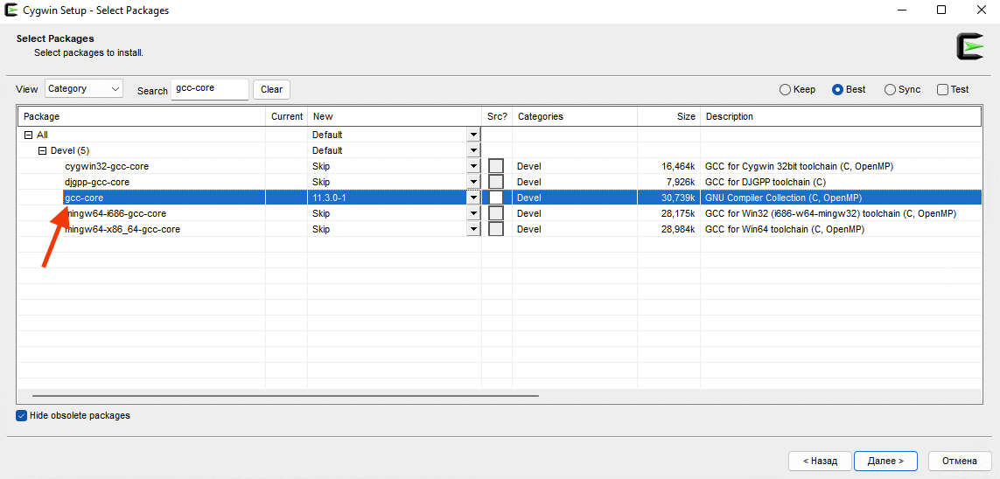 Cygwin Setup - Select Packages
Select Packages
Select packages to install.
View Category Search gcc-core Clear Keep Best Sync Test
Package Current New Src? Categories Size Description
All Default
Devel (5) Default
cygwin32-gcc-core Skip Devel 16,464k GCC for Cygwin 32bit toolchain (C, OpenMP)
djgpp-gcc-core Skip Devel 7,926k GCC for DJGPP toolchain (C)
gcc-core 11.3.0-1 Devel 30,739k GNU Compiler Collection (C, OpenMP)
mingw64-i686-gcc-core Skip Devel 28,175k GCC for Win32 (i686-w64-mingw32) toolchain (C, OpenMP)
mingw64-x86_64-gcc-core Skip Devel 28,984k GCC for Win64 toolchain (C, OpenMP)
Hide obsolete packages
< Назад Далее > Отмена